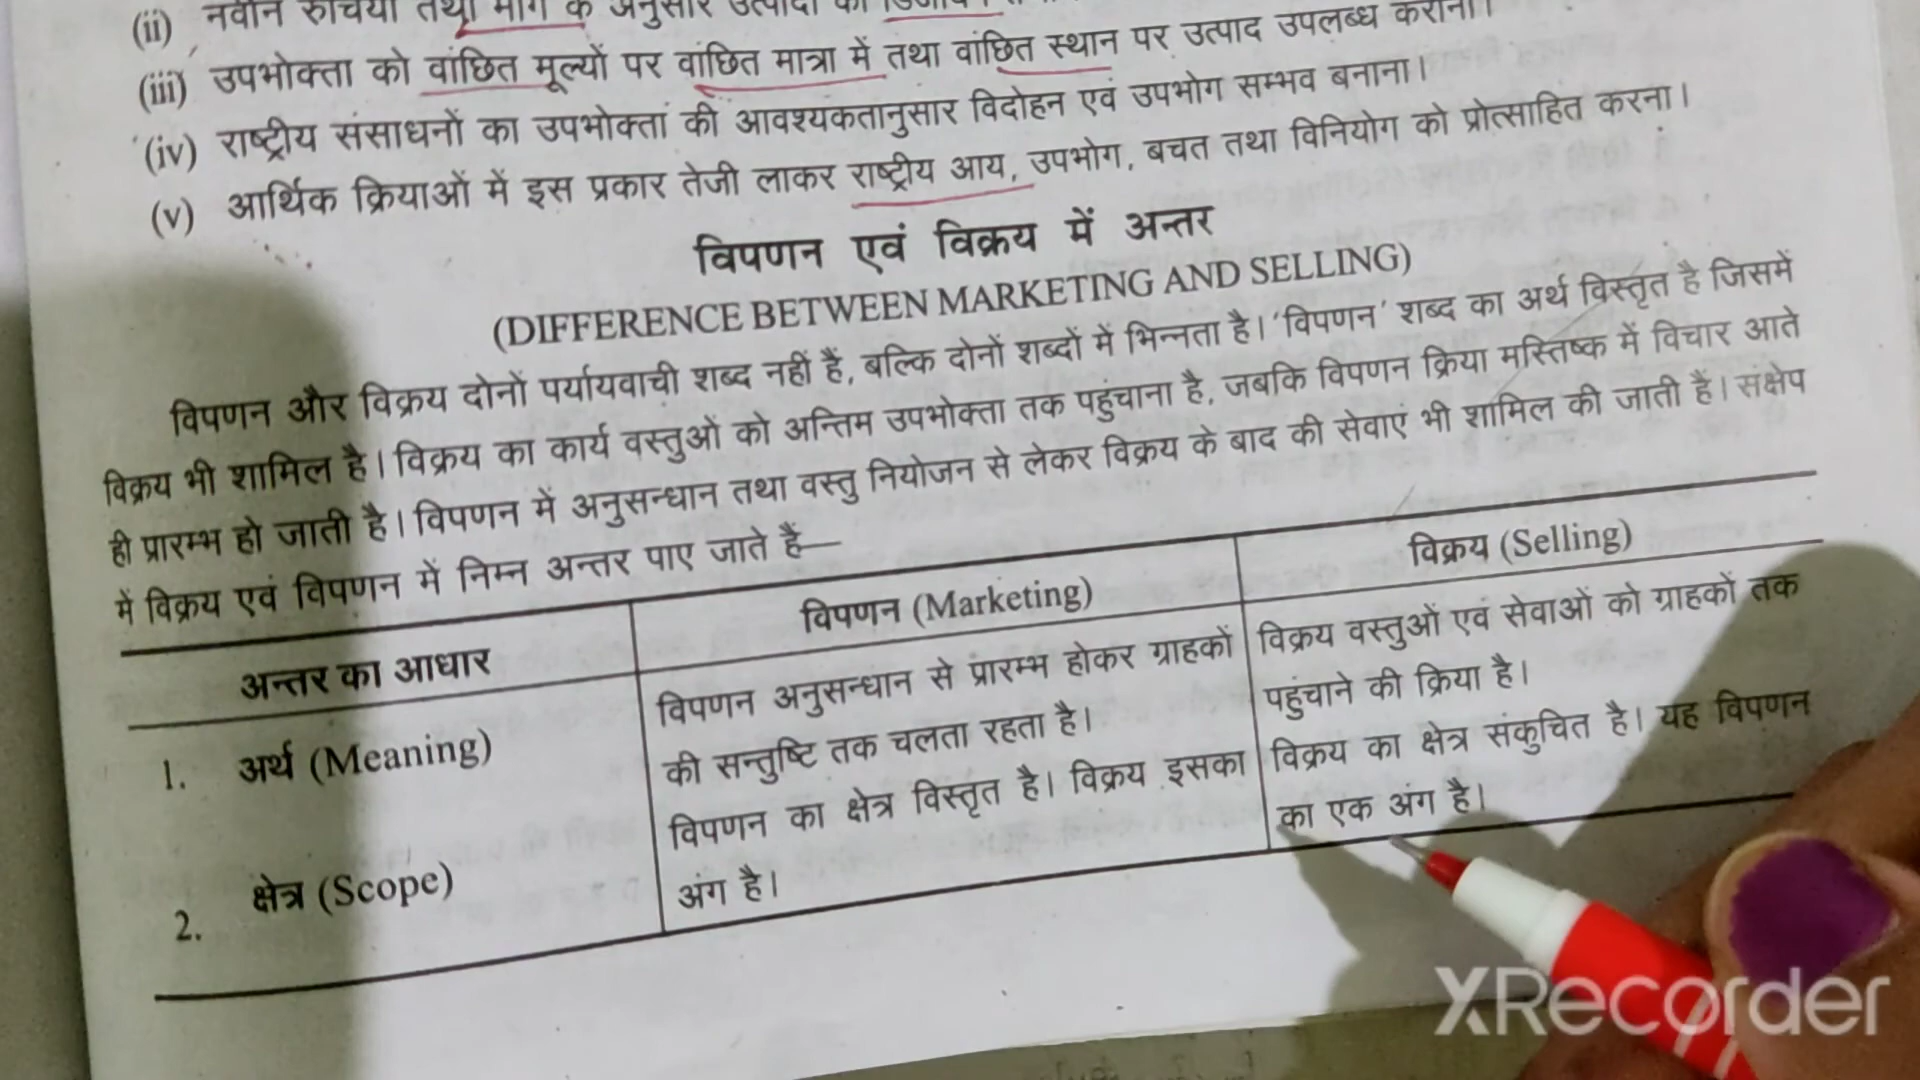 (ii) नवीन रुचियों तथा मांग के अनुसार उत्पादों का
(iii) उपभोक्ता को वांछित मूल्यों पर वांछित मात्रा में तथा वांछित स्थान पर उत्पाद उपलब्ध कराना।
(iv) राष्ट्रीय संसाधनों का उपभोक्ता की आवश्यकतानुसार विदोहन एवं उपभोग सम्भव बनाना।
(v) आर्थिक क्रियाओं में इस प्रकार तेजी लाकर राष्ट्रीय आय, उपभोग, बचत तथा विनियोग को प्रोत्साहित करना।
विपणन एवं विक्रय में अन्तर
(DIFFERENCE BETWEEN MARKETING AND SELLING)
विपणन और विक्रय दोनों पर्यायवाची शब्द नहीं हैं, बल्कि दोनों शब्दों में भिन्नता है। 'विपणन' शब्द का अर्थ विस्तृत है जिसमें
विक्रय भी शामिल है। विक्रय का कार्य वस्तुओं को अन्तिम उपभोक्ता तक पहुंचाना है, जबकि विपणन क्रिया मस्तिष्क में विचार आते
ही प्रारम्भ हो जाती है। विपणन में अनुसन्धान तथा वस्तु नियोजन से लेकर विक्रय के बाद की सेवाएं भी शामिल की जाती हैं। संक्षेप
में विक्रय एवं विपणन में निम्न अन्तर पाए जाते हैं—
अन्तर का आधार विपणन (Marketing) विक्रय (Selling)
1. अर्थ (Meaning) विपणन अनुसन्धान से प्रारम्भ होकर ग्राहकों विक्रय वस्तुओं एवं सेवाओं को ग्राहकों तक
की सन्तुष्टि तक चलता रहता है। पहुंचाने की क्रिया है।
2. क्षेत्र (Scope) विपणन का क्षेत्र विस्तृत है। विक्रय इसका विक्रय का क्षेत्र संकुचित है। यह विपणन
अंग है। का एक अंग है।
XRecorder